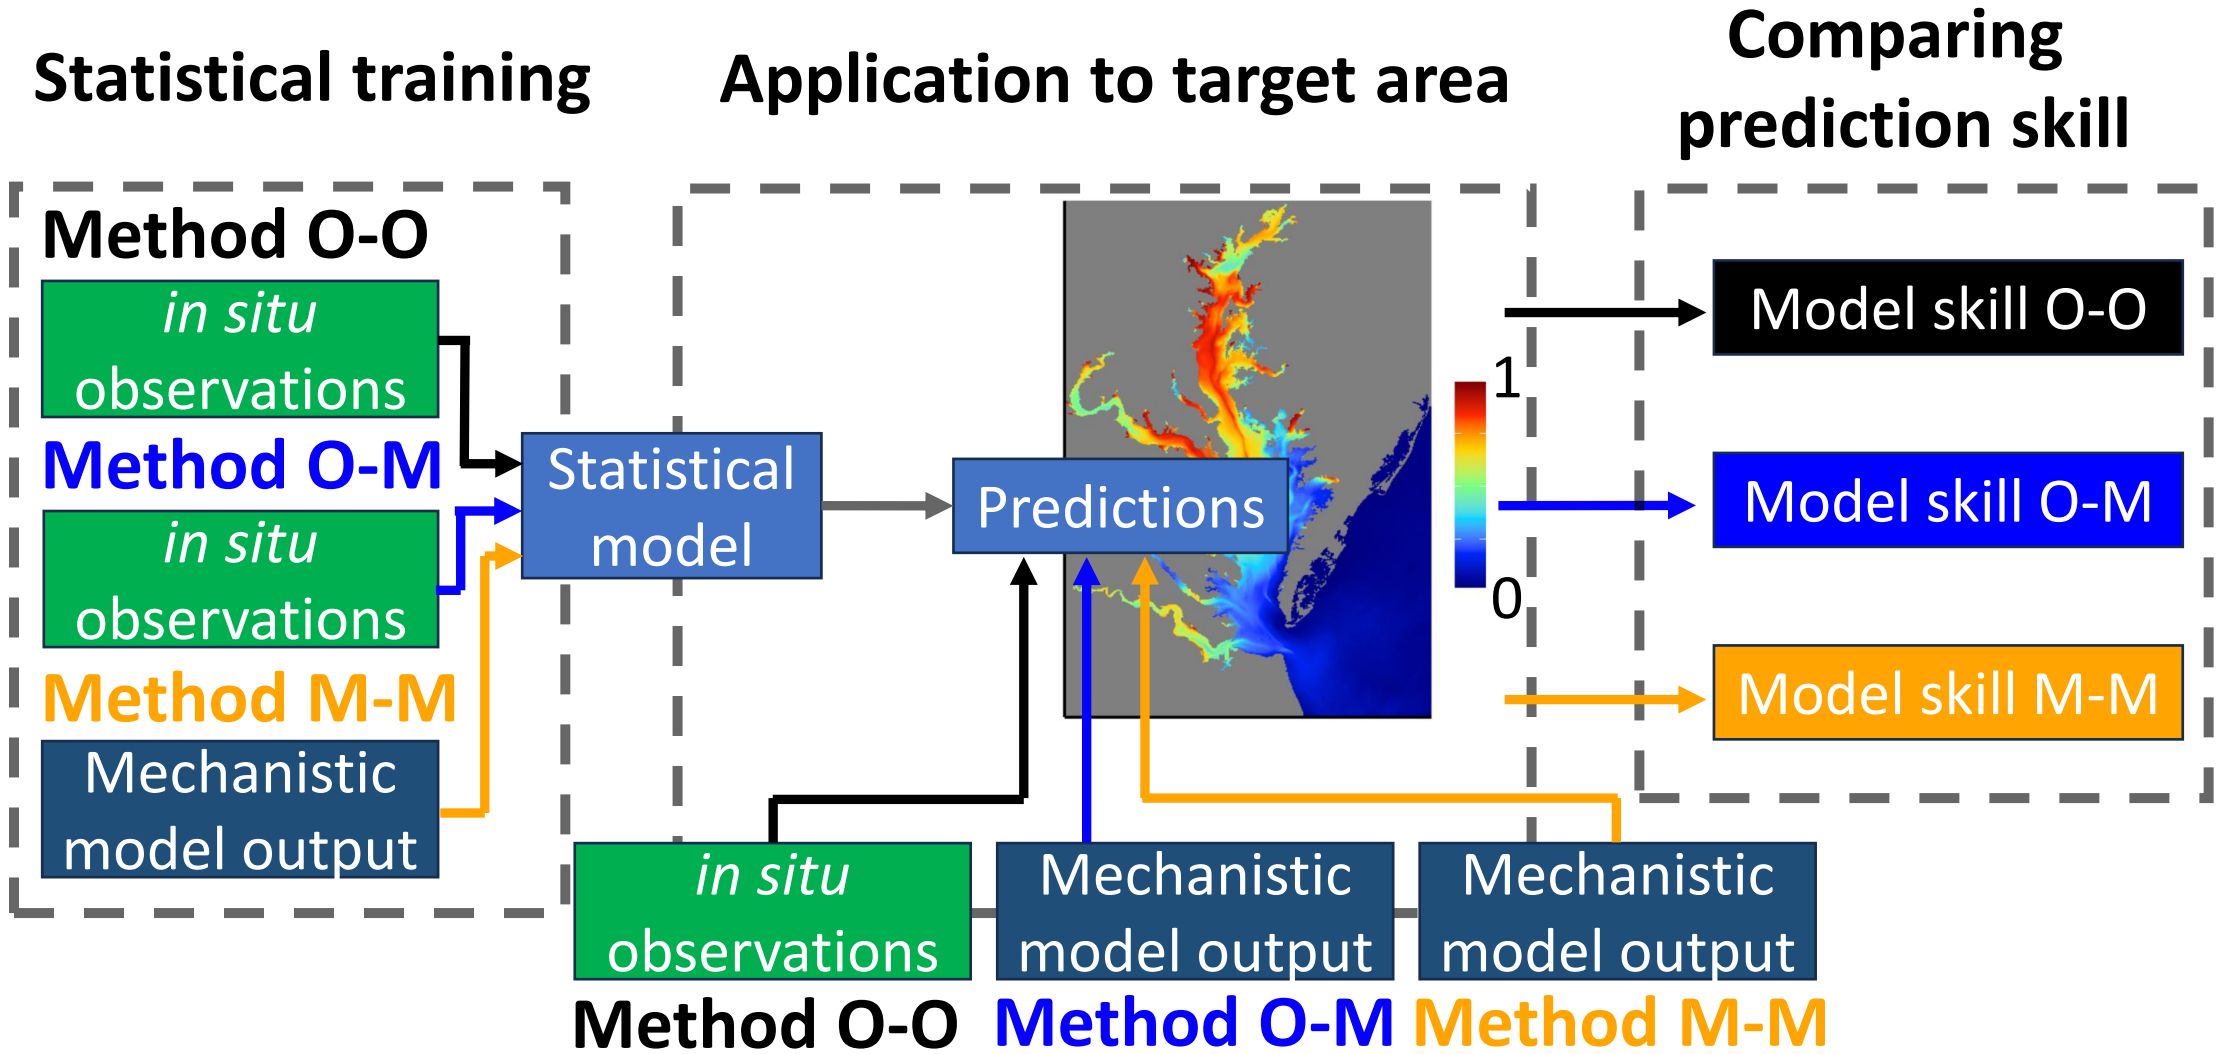 Statistical training
Application to target area
Comparing
prediction skill
Method O-O
in situ
observations
Method O-M
in situ
observations
Method M-M
Mechanistic
model output
Statistical
model
Predictions
1
0
in situ
observations
Method O-O
Mechanistic
model output
Method O-M
Mechanistic
model output
Method M-M
Model skill O-O
Model skill O-M
Model skill M-M